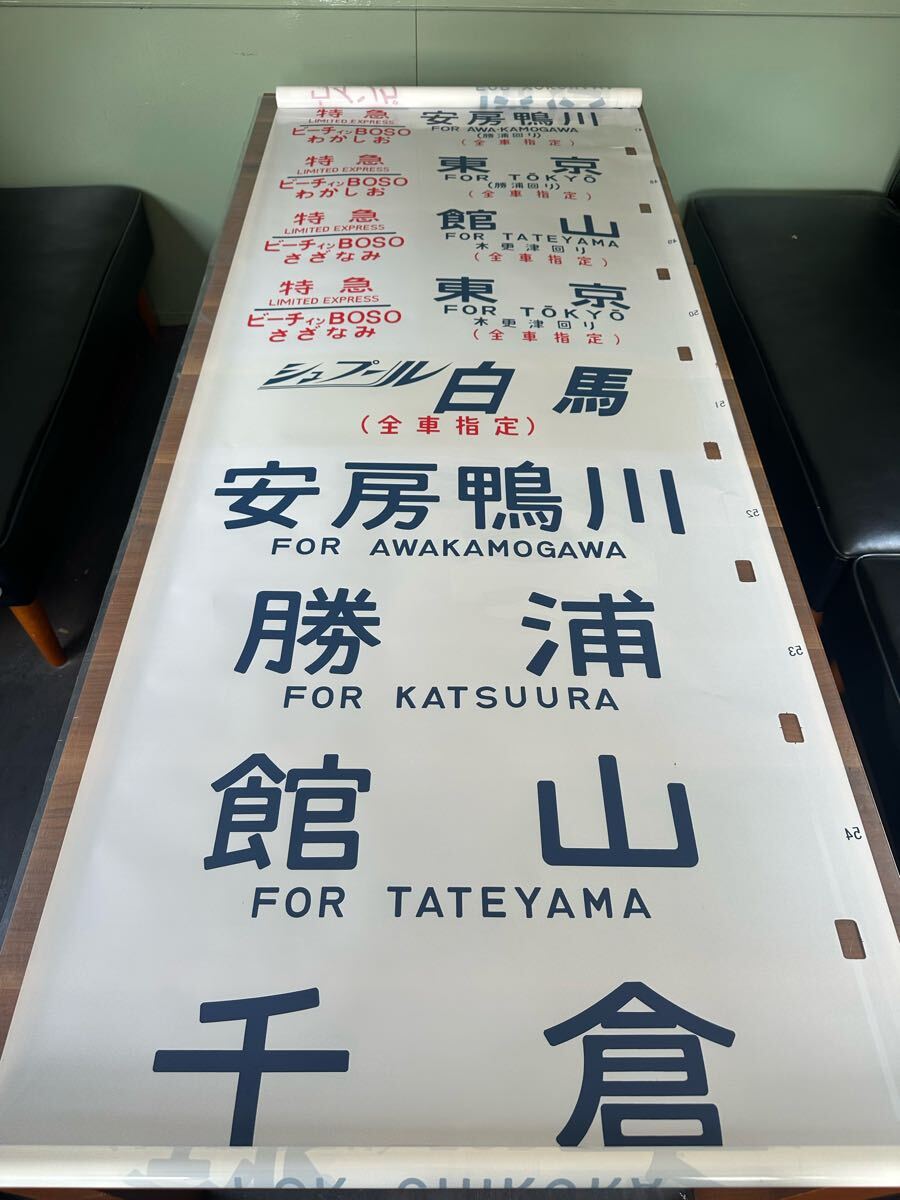 特急
LIMITED EXPRESS
ビーチインBOSO
わかしお
安房鴨川
FOR AWA-KAMOGAWA
(勝浦回り)
(全車指定)
特急
LIMITED EXPRESS
ビーチインBOSO
わかしお
東京
FOR TŌKYŌ
(勝浦回り)
(全車指定)
特急
LIMITED EXPRESS
ビーチインBOSO
さざなみ
館山
FOR TATEYAMA
木更津回り
(全車指定)
特急
LIMITED EXPRESS
ビーチインBOSO
さざなみ
東京
FOR TŌKYŌ
木更津回り
(全車指定)
シュプール白馬
(全車指定)
安房鴨川
FOR AWAKAMOGAWA
勝浦
FOR KATSUURA
館山
FOR TATEYAMA
千倉
47
48
49
50
51
52
53
54